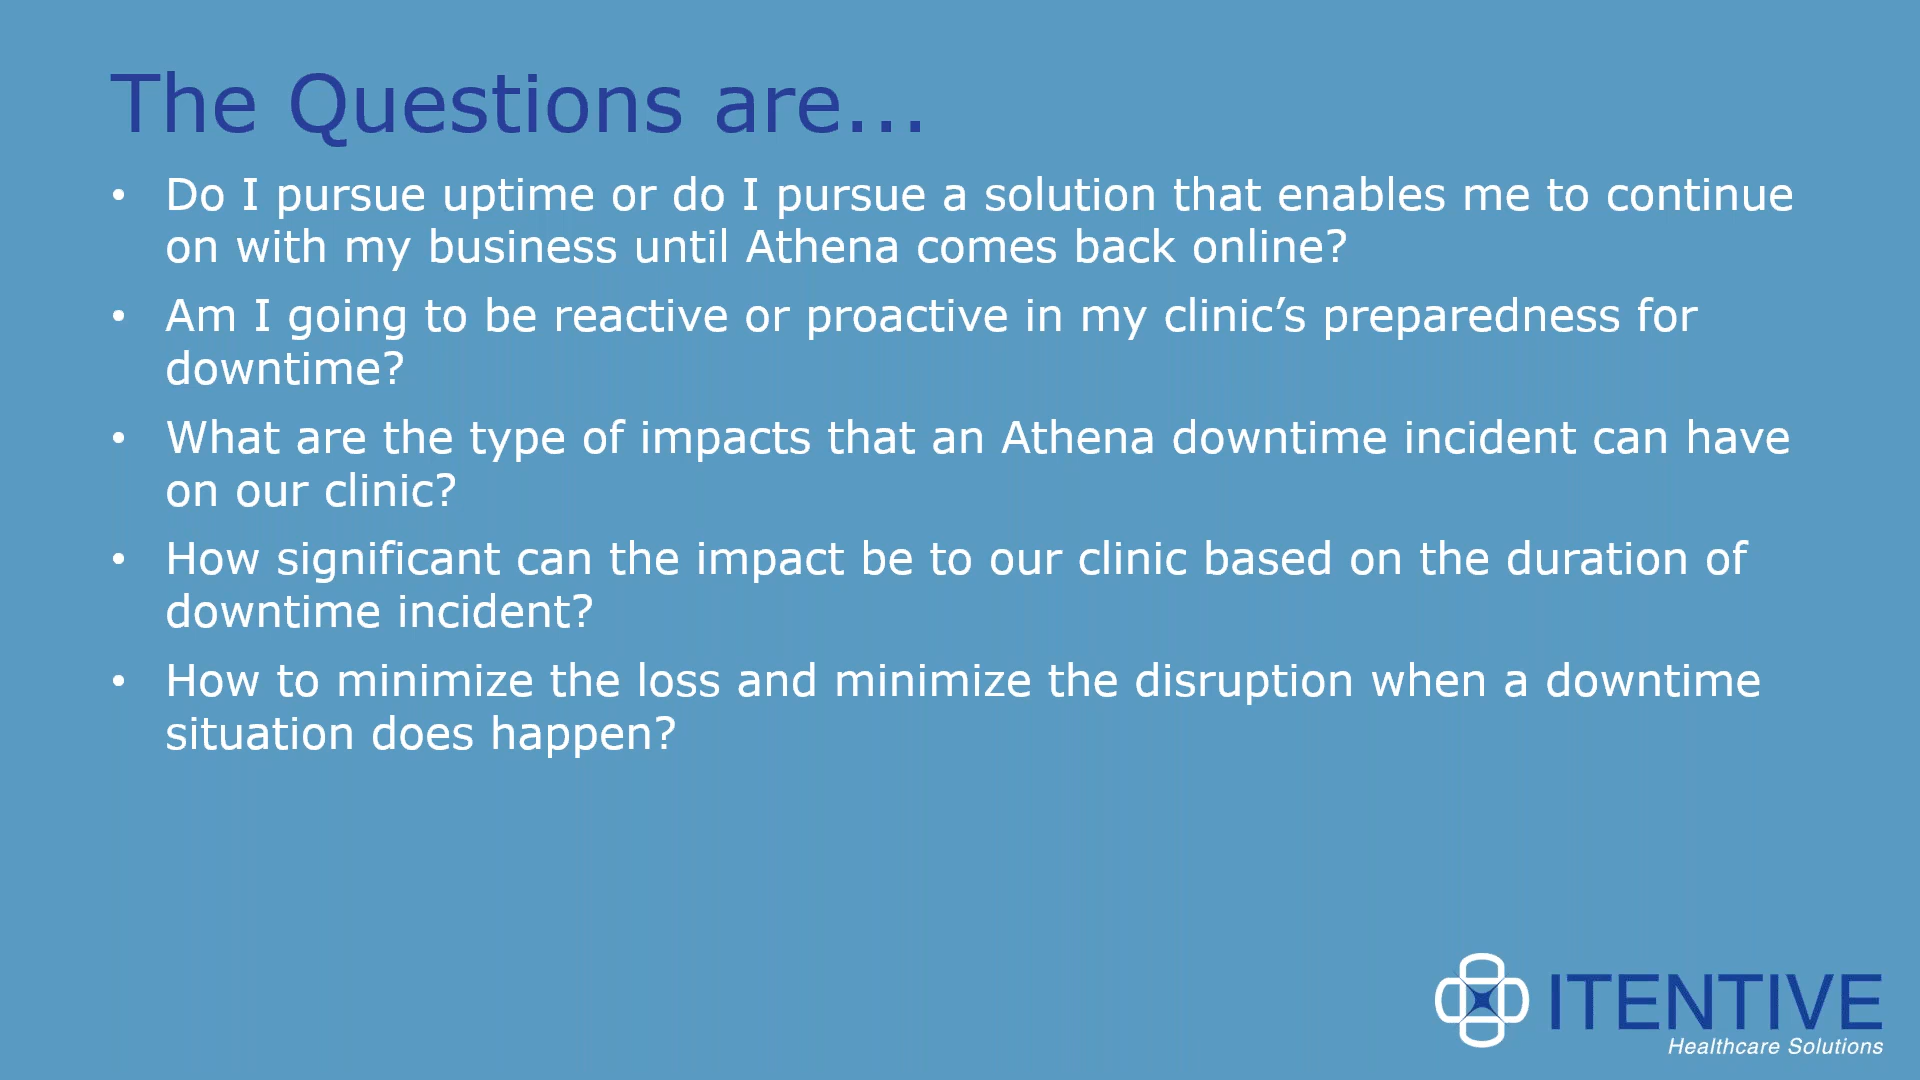 The Questions are...
• Do I pursue uptime or do I pursue a solution that enables me to continue
on with my business until Athena comes back online?
• Am I going to be reactive or proactive in my clinic’s preparedness for
downtime?
• What are the type of impacts that an Athena downtime incident can have
on our clinic?
• How significant can the impact be to our clinic based on the duration of
downtime incident?
• How to minimize the loss and minimize the disruption when a downtime
situation does happen?
ITENTIVE
Healthcare Solutions